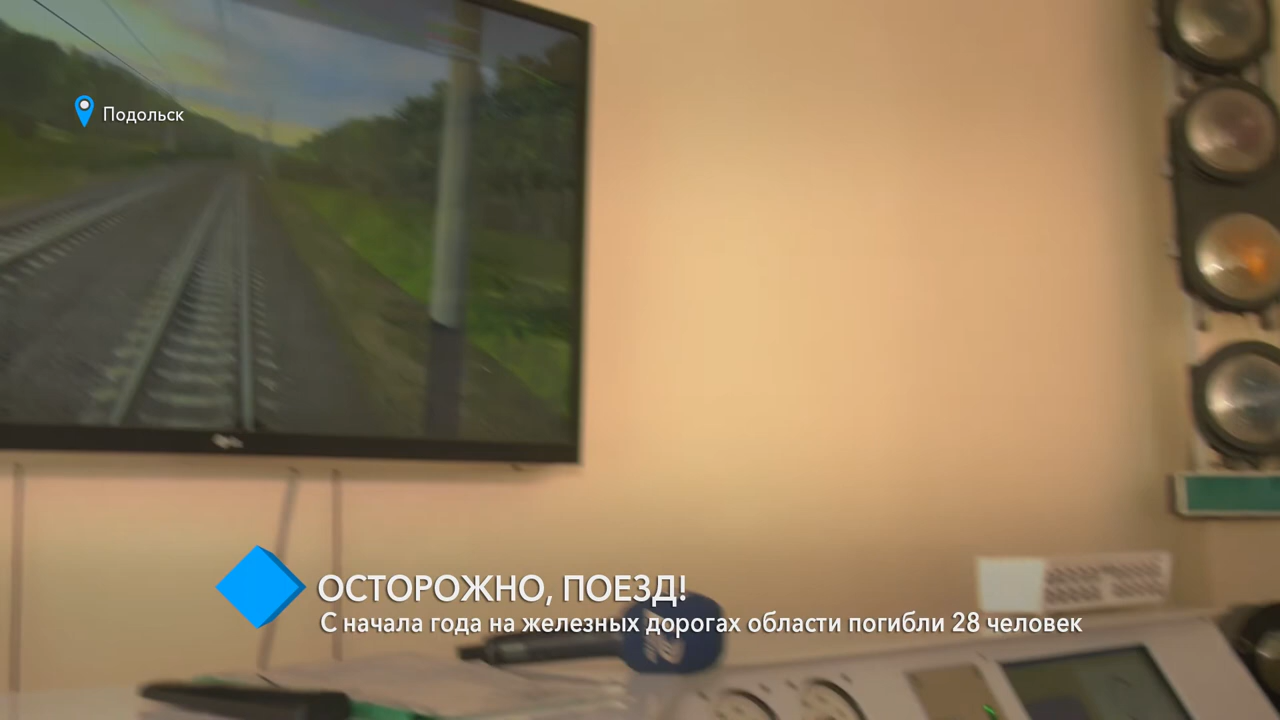 Подольск
ОСТОРОЖНО, ПОЕЗД!
С начала года на железных дорогах области погибли 28 человек